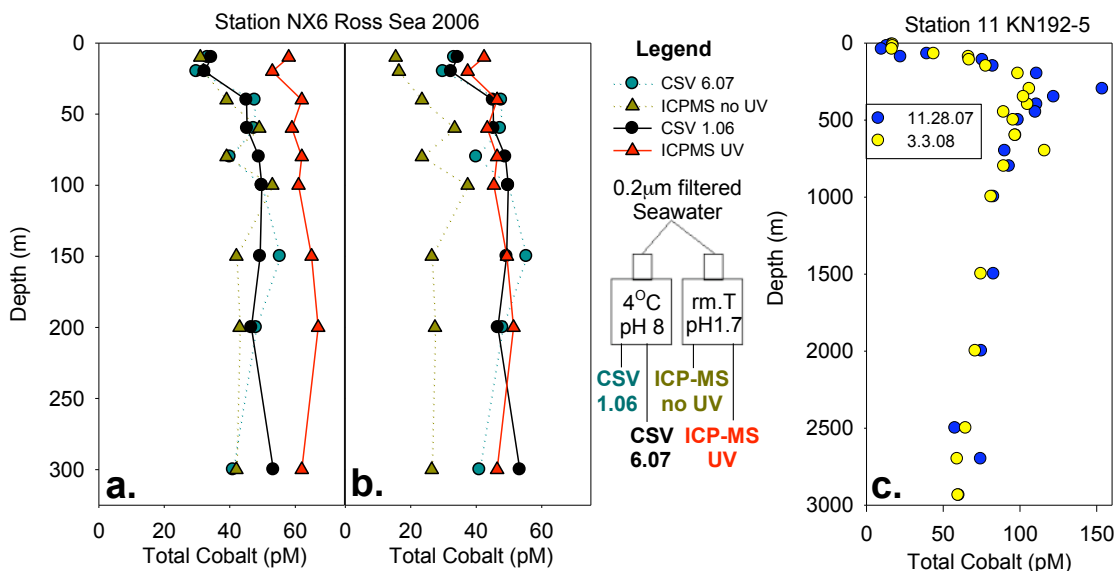 Station NX6 Ross Sea 2006
0
50
100
150
200
250
300
Depth (m)
a.
0 20 40 60
Total Cobalt (pM)
b.
0 20 40 60
Total Cobalt (pM)
Legend
CSV 6.07
ICPMS no UV
CSV 1.06
ICPMS UV
0.2µm filtered
Seawater
4°C rm.T
pH 8 pH1.7
CSV ICP-MS
1.06 no UV
CSV ICP-MS
6.07 UV
Station 11 KN192-5
0
500
1000
1500
2000
2500
3000
Depth (m)
11.28.07
3.3.08
c.
0 50 100 150
Total Cobalt (pM)